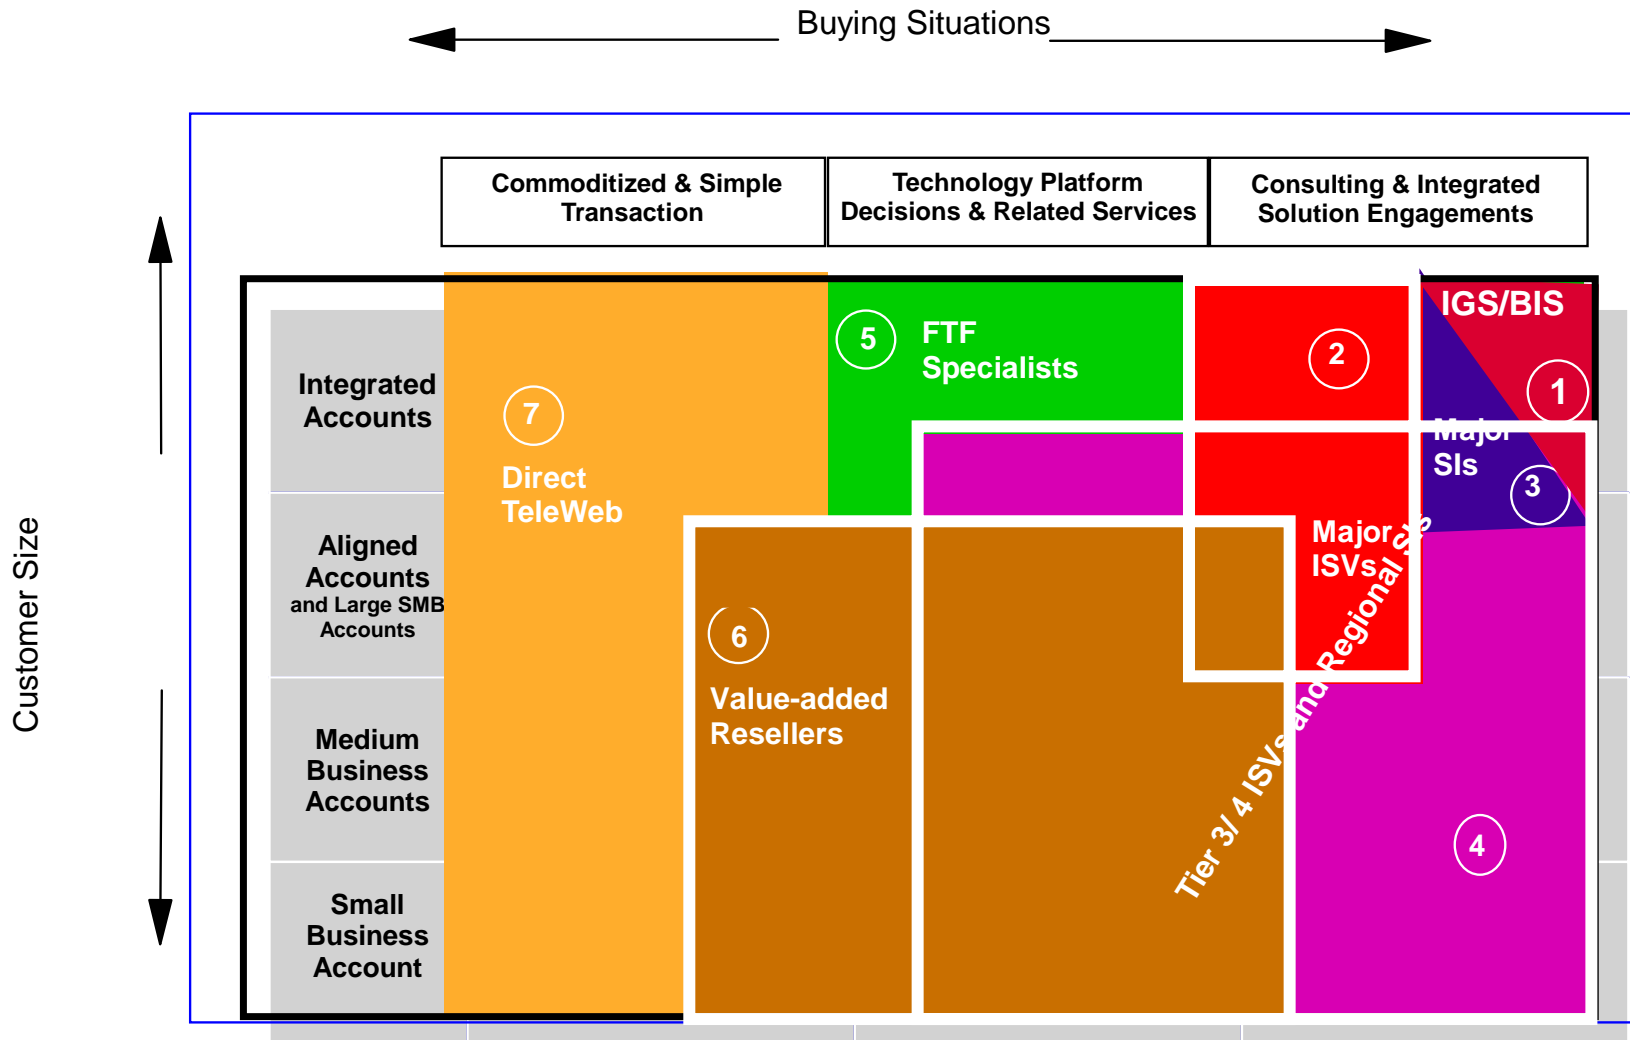 Buying Situations
Commoditized & Simple
Transaction
Technology Platform
Decisions & Related Services
Consulting & Integrated
Solution Engagements
Customer Size
Integrated
Accounts
Aligned
Accounts
and Large SMB
Accounts
Medium
Business
Accounts
Small
Business
Account
7
Direct
TeleWeb
5
FTF
Specialists
2
IGS/BIS
1
Major
SIs
3
Major
ISVs
6
Value-added
Resellers
Tier 3/ 4 ISVs and Regional SIs
4